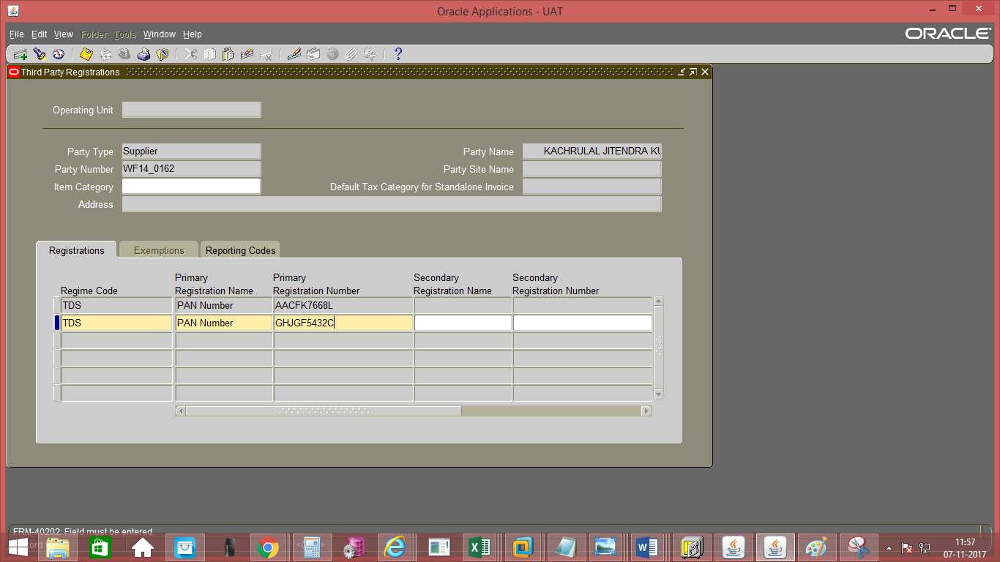 Oracle Applications - UAT
File Edit View Folder Tools Window Help
ORACLE
Third Party Registrations
Operating Unit
Party Type Supplier Party Name KACHRULAL JITENDRA KU
Party Number WF14_0162 Party Site Name
Item Category Default Tax Category for Standalone Invoice
Address
Registrations Exemptions Reporting Codes
Primary Primary Secondary Secondary
Regime Code Registration Name Registration Number Registration Name Registration Number
TDS PAN Number AACFK7668L
TDS PAN Number GHJGF5432C
FRM-40202: Field must be entered.
11:57
07-11-2017